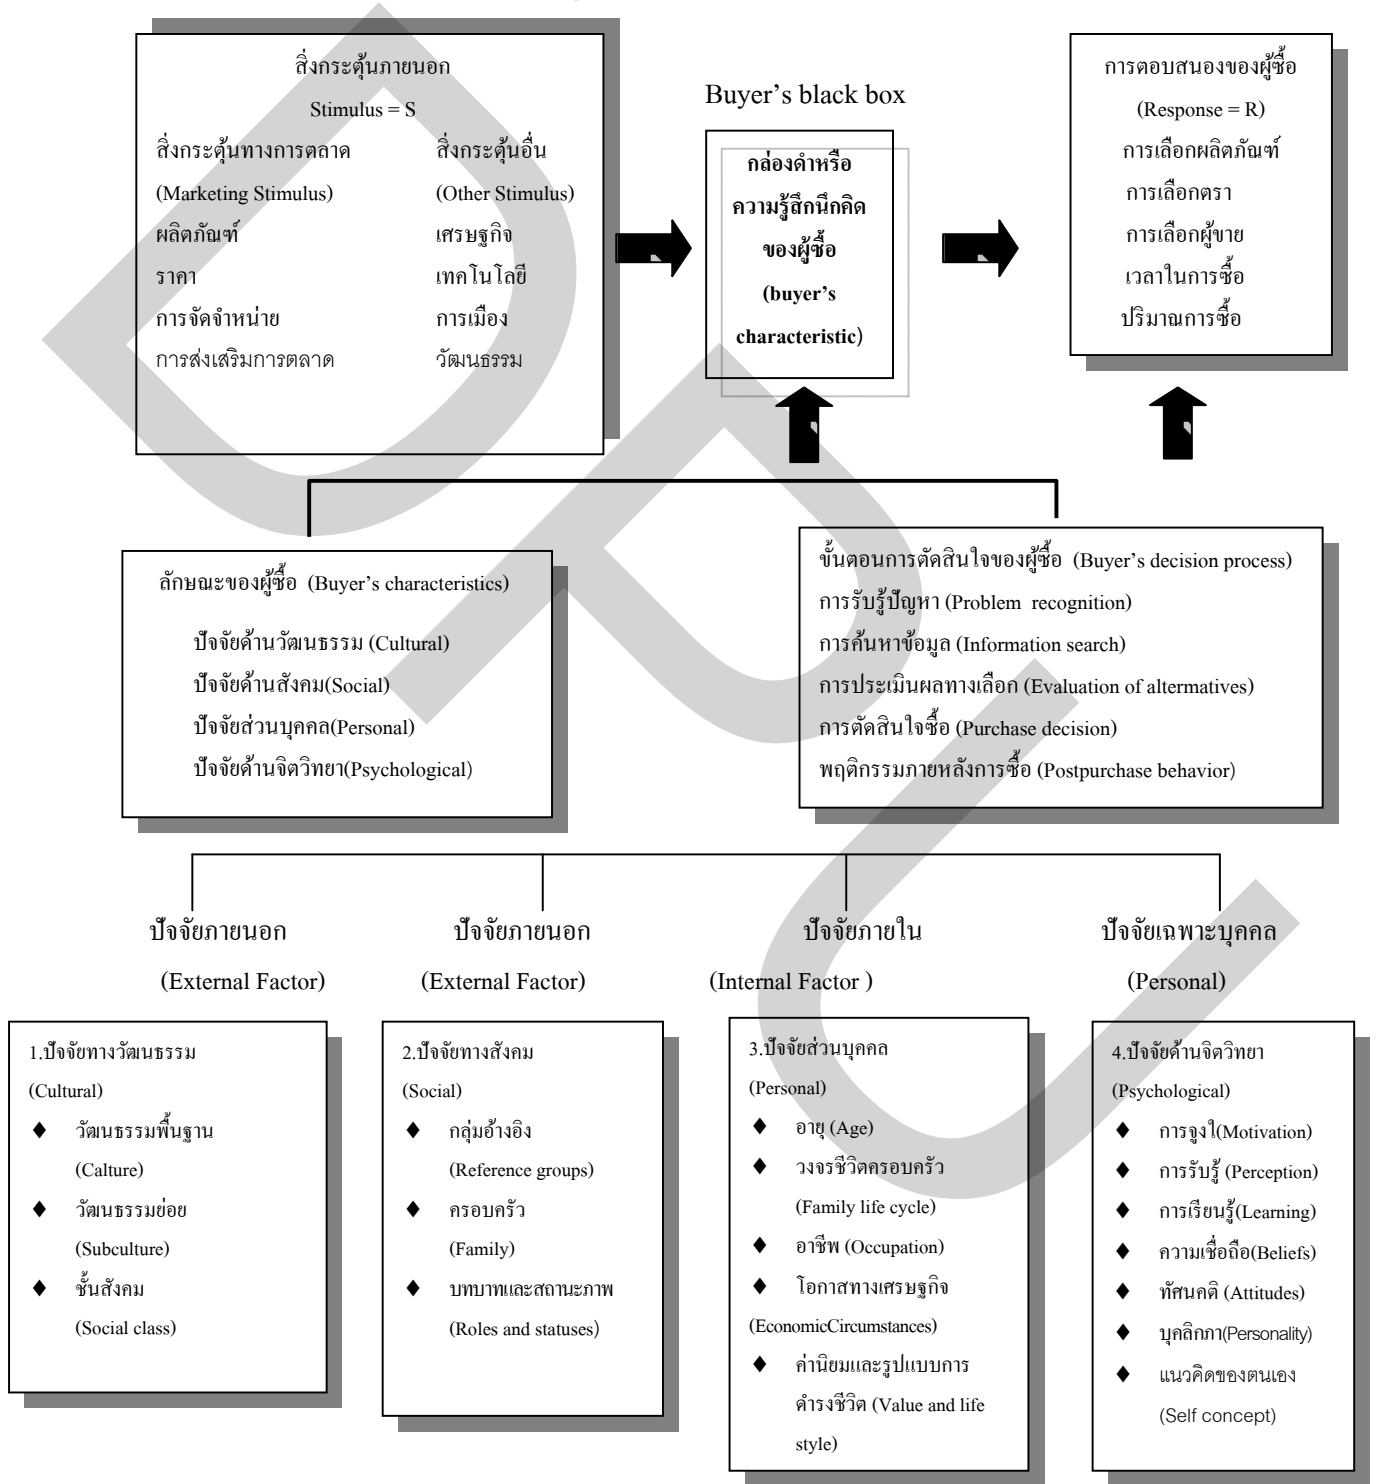 สิ่งกระตุ้นภายนอก
Stimulus = S
สิ่งกระตุ้นทางการตลาด
(Marketing Stimulus)
ผลิตภัณฑ์
ราคา
การจัดจำหน่าย
การส่งเสริมการตลาด
สิ่งกระตุ้นอื่น
(Other Stimulus)
เศรษฐกิจ
เทคโนโลยี
การเมือง
วัฒนธรรม
Buyer's black box
กล่องดำหรือ
ความรู้สึกนึกคิด
ของผู้ซื้อ
(buyer's
characteristic)
การตอบสนองของผู้ซื้อ
(Response = R)
การเลือกผลิตภัณฑ์
การเลือกตรา
การเลือกผู้ขาย
เวลาในการซื้อ
ปริมาณการซื้อ
ลักษณะของผู้ซื้อ (Buyer's characteristics)
ปัจจัยด้านวัฒนธรรม (Cultural)
ปัจจัยด้านสังคม(Social)
ปัจจัยส่วนบุคคล(Personal)
ปัจจัยด้านจิตวิทยา(Psychological)
ขั้นตอนการตัดสินใจของผู้ซื้อ (Buyer's decision process)
การรับรู้ปัญหา (Problem recognition)
การค้นหาข้อมูล (Information search)
การประเมินผลทางเลือก (Evaluation of altermatives)
การตัดสินใจซื้อ (Purchase decision)
พฤติกรรมภายหลังการซื้อ (Postpurchase behavior)
ปัจจัยภายนอก
(External Factor)
1.ปัจจัยทางวัฒนธรรม
(Cultural)
♦ วัฒนธรรมพื้นฐาน
(Calture)
♦ วัฒนธรรมย่อย
(Subculture)
♦ ชั้นสังคม
(Social class)
ปัจจัยภายนอก
(External Factor)
2.ปัจจัยทางสังคม
(Social)
♦ กลุ่มอ้างอิง
(Reference groups)
♦ ครอบครัว
(Family)
♦ บทบาทและสถานะภาพ
(Roles and statuses)
ปัจจัยภายใน
(Internal Factor )
3.ปัจจัยส่วนบุคคล
(Personal)
♦ อายุ (Age)
♦ วงจรชีวิตครอบครัว
(Family life cycle)
♦ อาชีพ (Occupation)
♦ โอกาสทางเศรษฐกิจ
(EconomicCircumstances)
♦ ค่านิยมและรูปแบบการ
ดำรงชีวิต (Value and life
style)
ปัจจัยเฉพาะบุคคล
(Personal)
4.ปัจจัยด้านจิตวิทยา
(Psychological)
♦ การจูงใ(Motivation)
♦ การรับรู้ (Perception)
♦ การเรียนรู้(Learning)
♦ ความเชื่อถือ(Beliefs)
♦ ทัศนคติ (Attitudes)
♦ บุคลิกภา(Personality)
♦ แนวคิดของตนเอง
(Self concept)
DPU